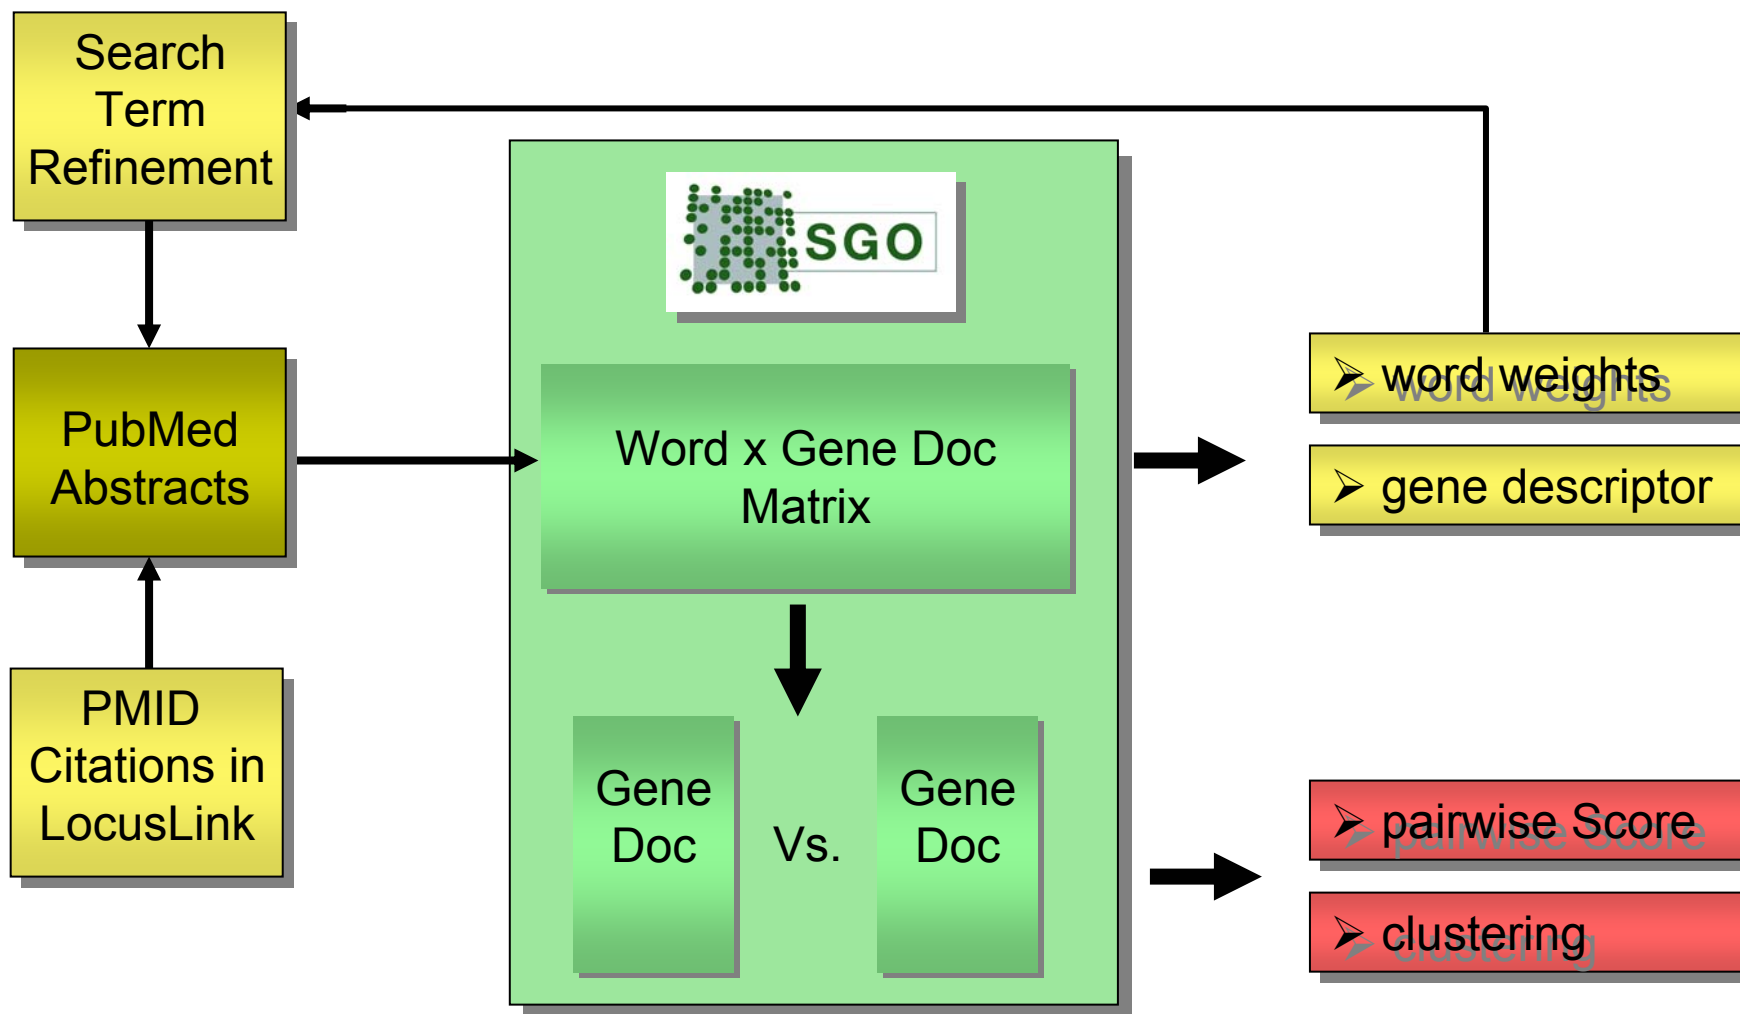 Search
Term
Refinement
SGO
word weights
PubMed
Abstracts
Word x Gene Doc
Matrix
gene descriptor
PMID
Citations in
LocusLink
Gene
Doc
Vs.
Gene
Doc
pairwise Score
clustering